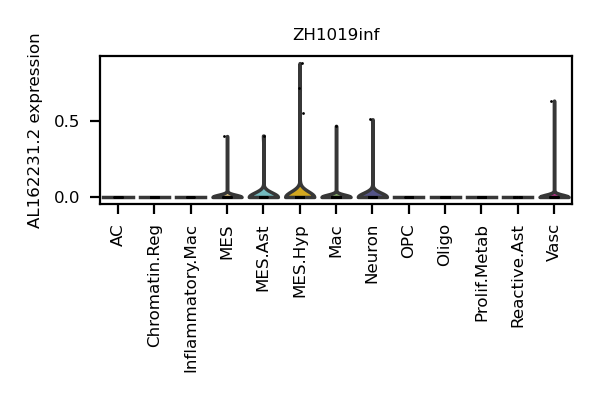 ZH1019inf
AL162231.2 expression
0.5
0.0
AC
Chromatin.Reg
Inflammatory.Mac
MES
MES.Ast
MES.Hyp
Mac
Neuron
OPC
Oligo
Prolif.Metab
Reactive.Ast
Vasc